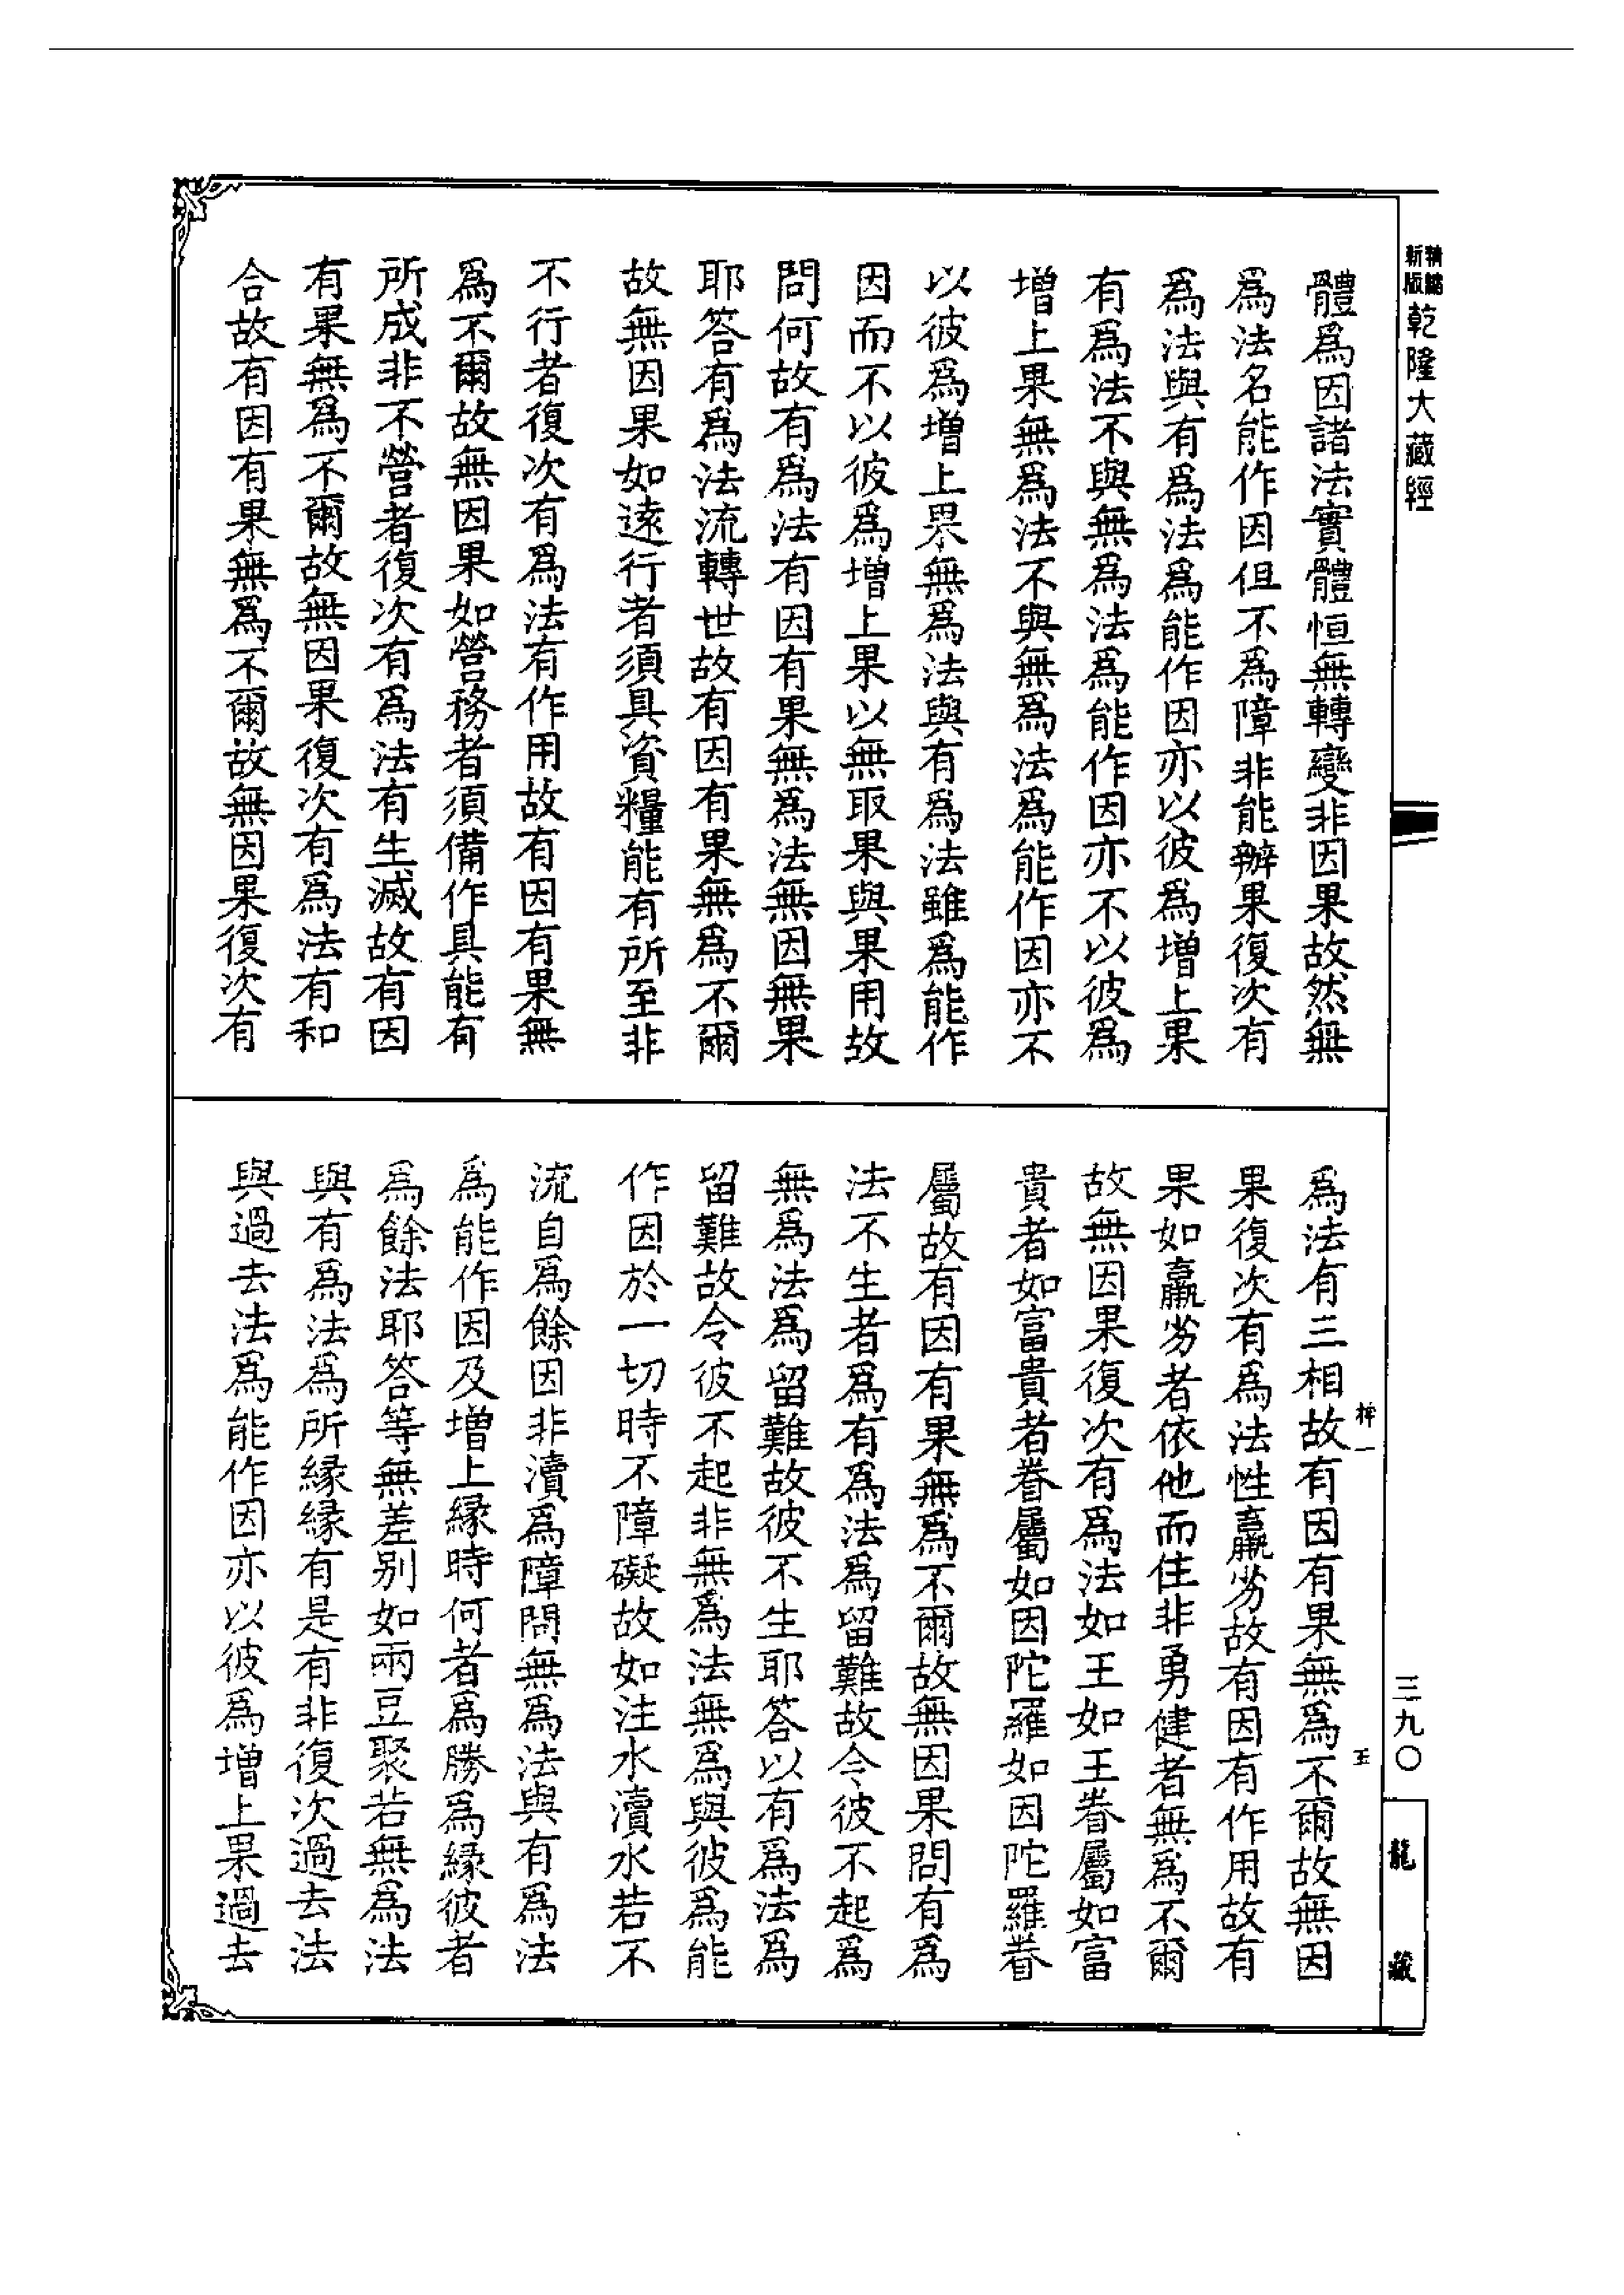 精縮新版乾隆大藏經
體爲因諸法實體恒無轉變非因果故然無
爲法名能作因但不爲障非能辦果復次有
爲法與有爲法爲能作因亦以彼爲增上果
有爲法不與無爲法爲能作因亦不以彼爲
增上果無爲法不與無爲法爲能作因亦不
以彼爲增上果無爲法與有爲法雖爲能作
因而不以彼爲增上果以無取果與果用故
問何故有爲法有因有果無爲法無因無果
耶答有爲法流轉世故有因有果無爲不爾
故無因果如遠行者須具資糧能有所至非
不行者復次有爲法有作用故有因有果無
爲不爾故無因果如營務者須備作具能有
所成非不營者復次有爲法有生滅故有因
有果無爲不爾故無因果復次有爲法有和
合故有因有果無爲不爾故無因果復次有
爲法有三相故有因有果無爲不爾故無因
果復次有爲法性羸劣故有因有作用故有
果如羸劣者依他而住非勇健者無爲不爾
故無因果復次有爲法如王如王眷屬如富
貴者如富貴者眷屬如因陀羅如因陀羅眷
屬故有因有果無爲不爾故無因果問有爲
法不生者爲有爲法爲留難故令彼不起爲
無爲法爲留難故彼不生耶答以有爲法爲
留難故令彼不起非無爲法無爲與彼爲能
作因於一切時不障礙故如注水瀆水若不
流自爲餘因非瀆爲障問無爲法與有爲法
爲能作因及增上緣時何者爲勝爲緣彼者
爲餘法耶答等無差别如兩豆聚若無爲法
與有爲法爲所緣緣有是有非復次過去法
與過去法爲能作因亦以彼爲增上果過去
三九〇
五
龍藏